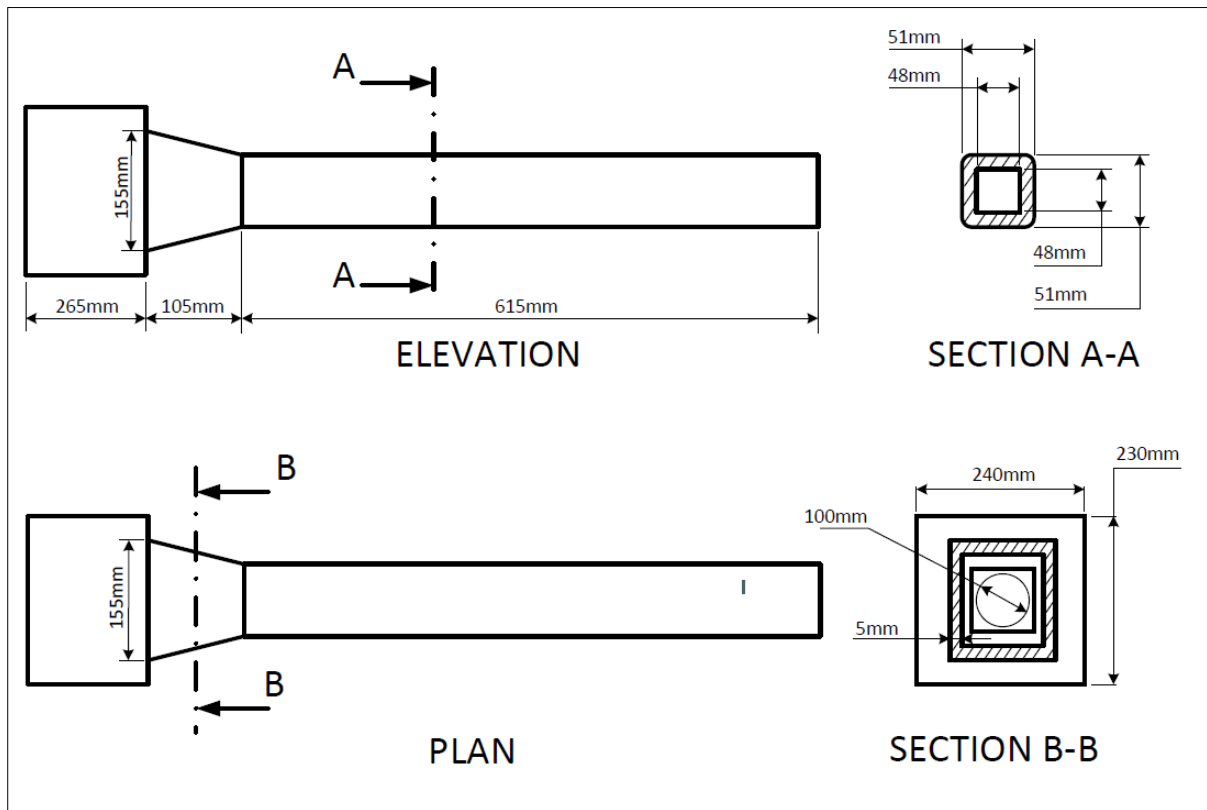 A
A
155mm
265mm
105mm
615mm
ELEVATION
51mm
48mm
48mm
51mm
SECTION A-A
B
B
155mm
PLAN
230mm
240mm
100mm
5mm
SECTION B-B